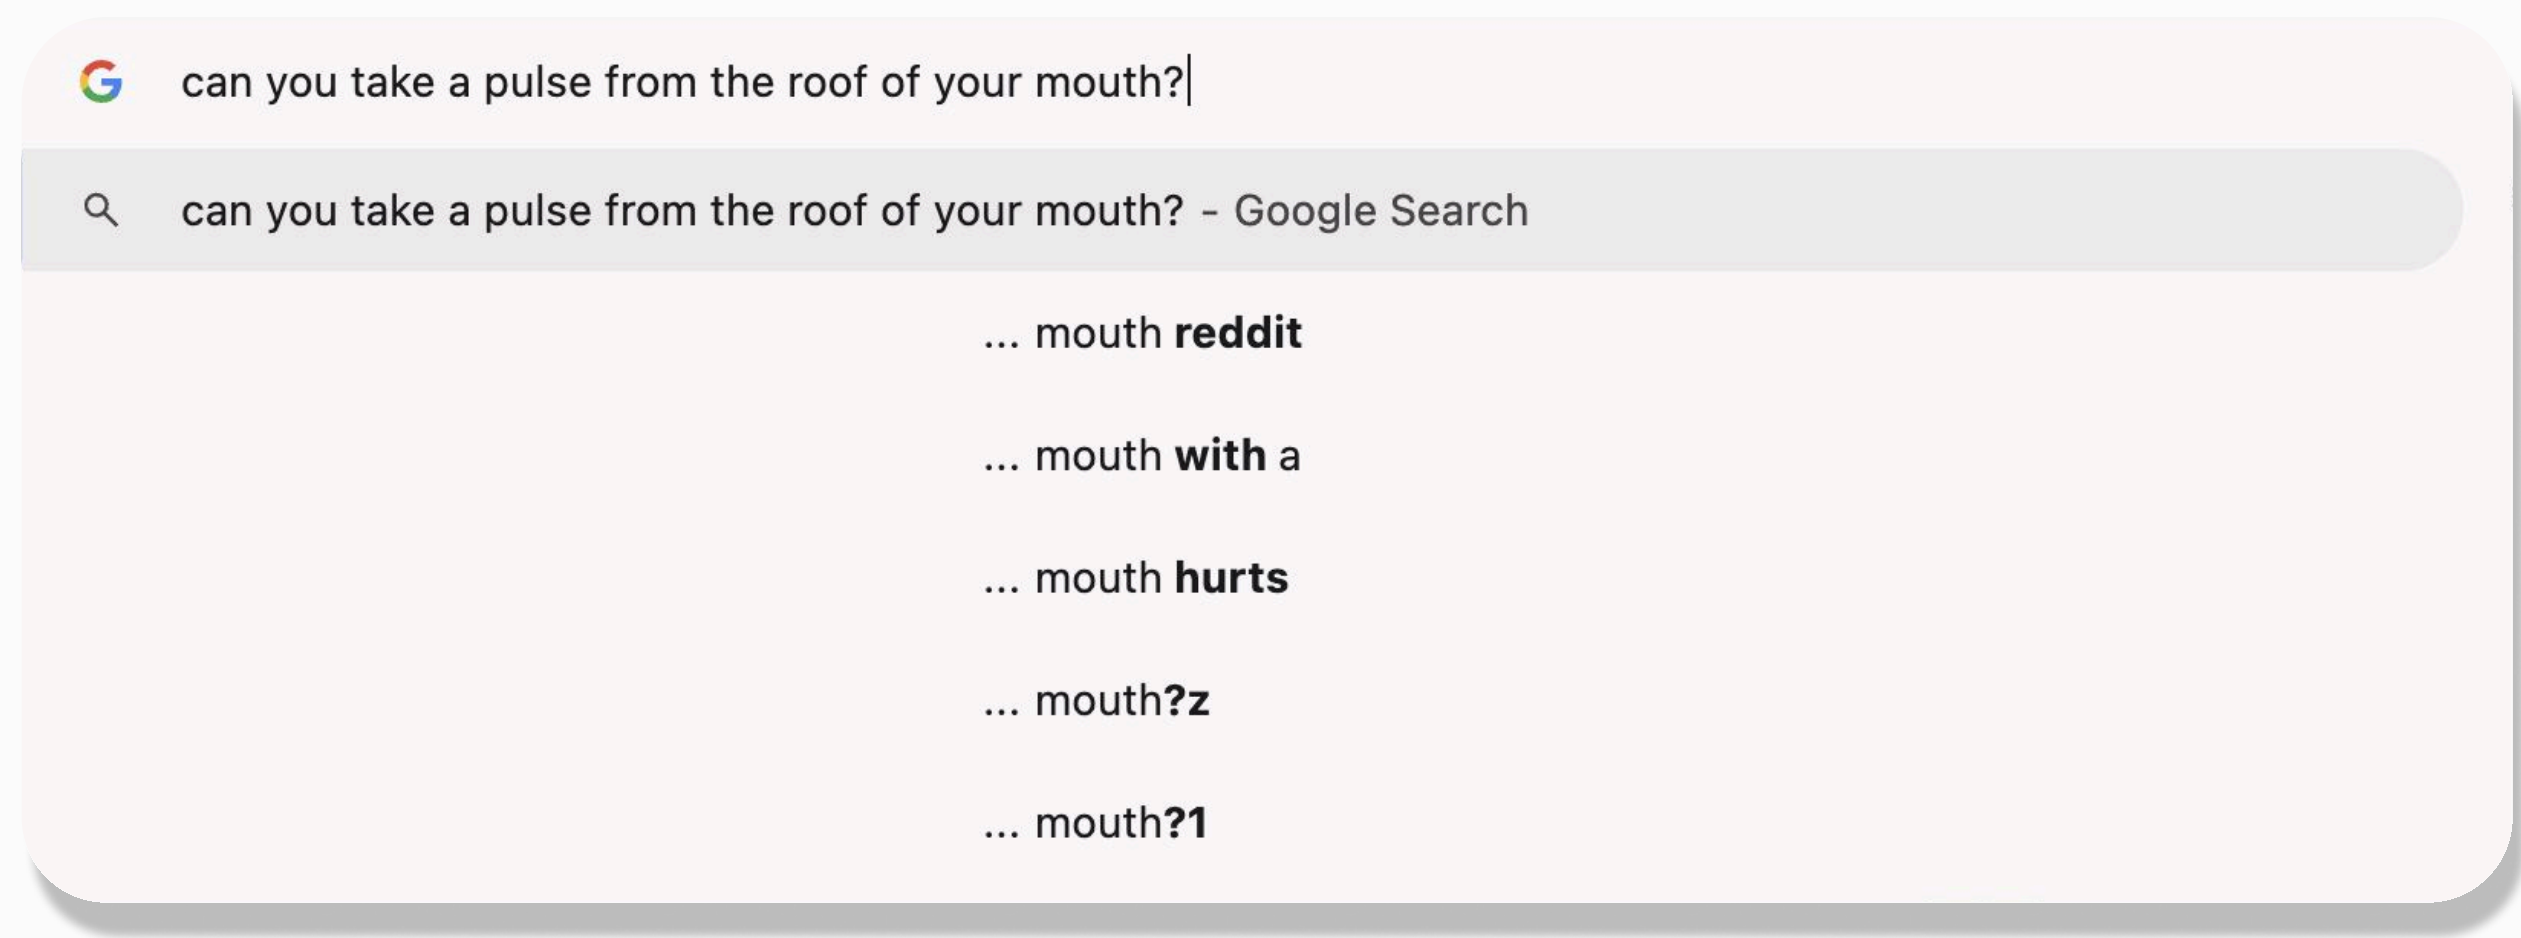 can you take a pulse from the roof of your mouth?
can you take a pulse from the roof of your mouth? - Google Search
... mouth reddit
... mouth with a
... mouth hurts
... mouth?z
... mouth?1